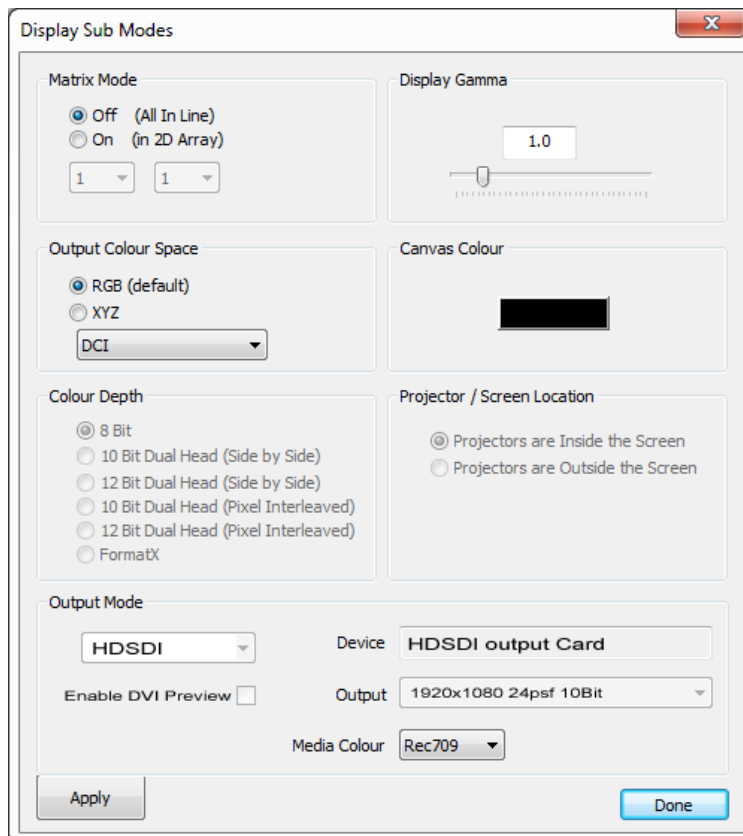 Display Sub Modes
Matrix Mode
Off (All In Line)
On (in 2D Array)
1 1
Display Gamma
1.0
Output Colour Space
RGB (default)
XYZ
DCI
Canvas Colour
Colour Depth
8 Bit
10 Bit Dual Head (Side by Side)
12 Bit Dual Head (Side by Side)
10 Bit Dual Head (Pixel Interleaved)
12 Bit Dual Head (Pixel Interleaved)
FormatX
Projector / Screen Location
Projectors are Inside the Screen
Projectors are Outside the Screen
Output Mode
HDSDI
Device HDSDI output Card
Enable DVI Preview
Output 1920x1080 24psf 10Bit
Media Colour Rec709
Apply
Done